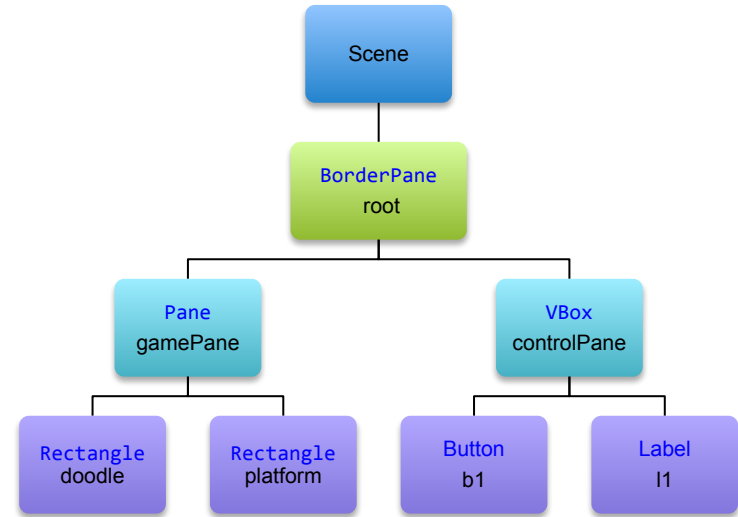 Scene
BorderPane
root
Pane
gamePane
VBox
controlPane
Rectangle
doodle
Rectangle
platform
Button
b1
Label
l1